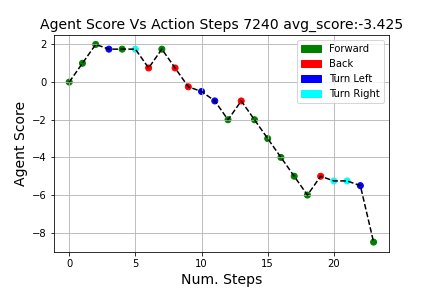 Agent Score Vs Action Steps 7240 avg_score:-3.425
Forward
Back
Turn Left
Turn Right
Agent Score
2
0
−2
−4
−6
−8
0
5
10
15
20
Num. Steps